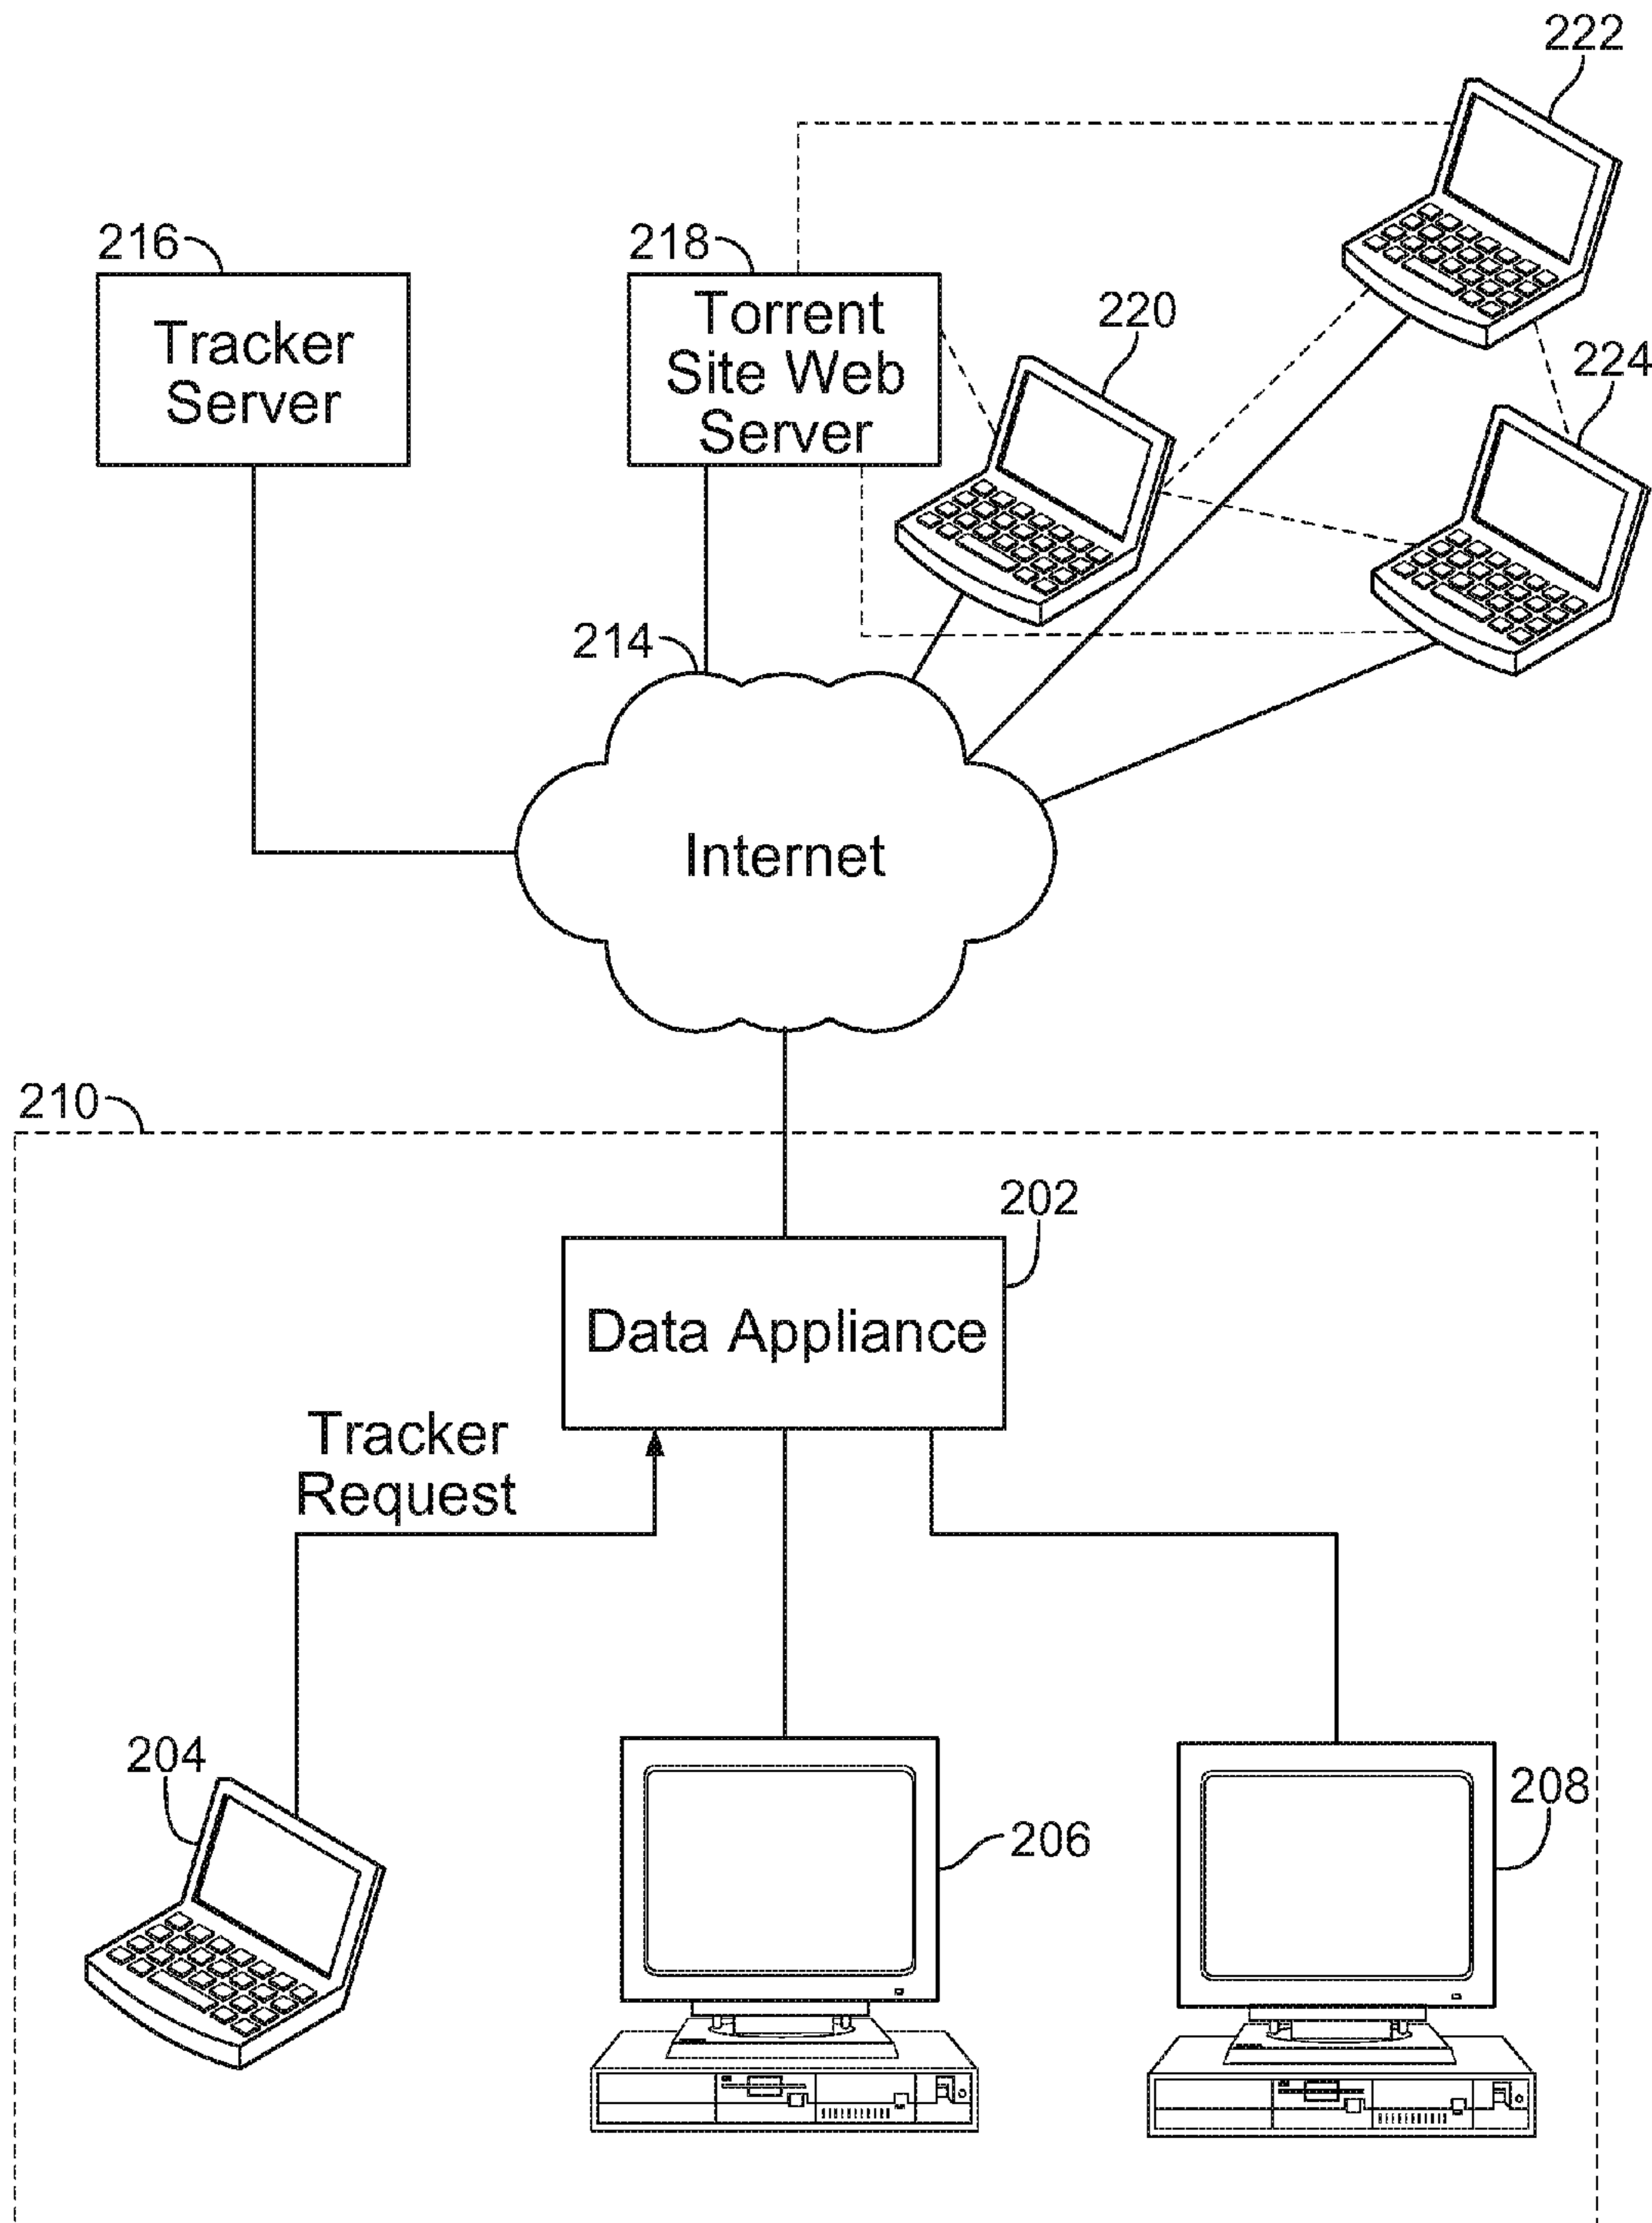 222
216
218
Tracker
Server
Torrent
Site Web
Server
220
224
214
Internet
210
202
Data Appliance
Tracker
Request
204
206
208